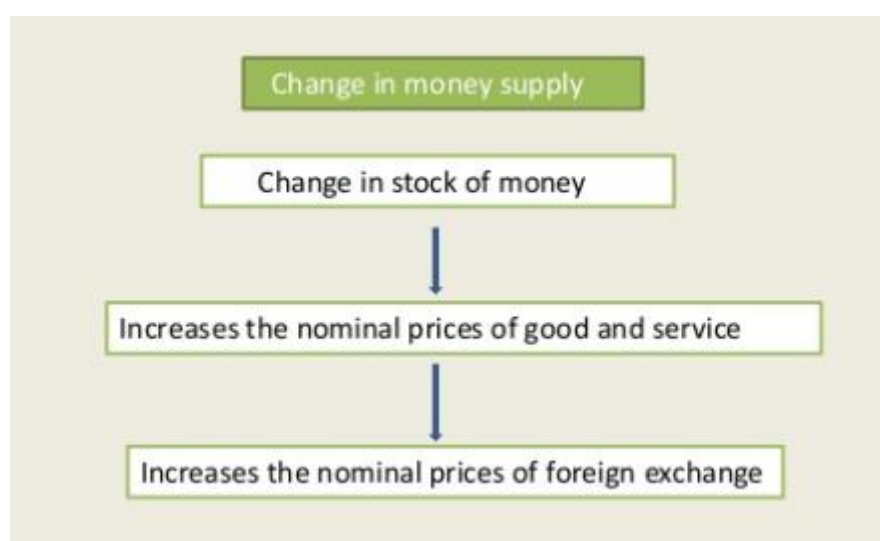 Change in money supply
Change in stock of money
Increases the nominal prices of good and service
Increases the nominal prices of foreign exchange